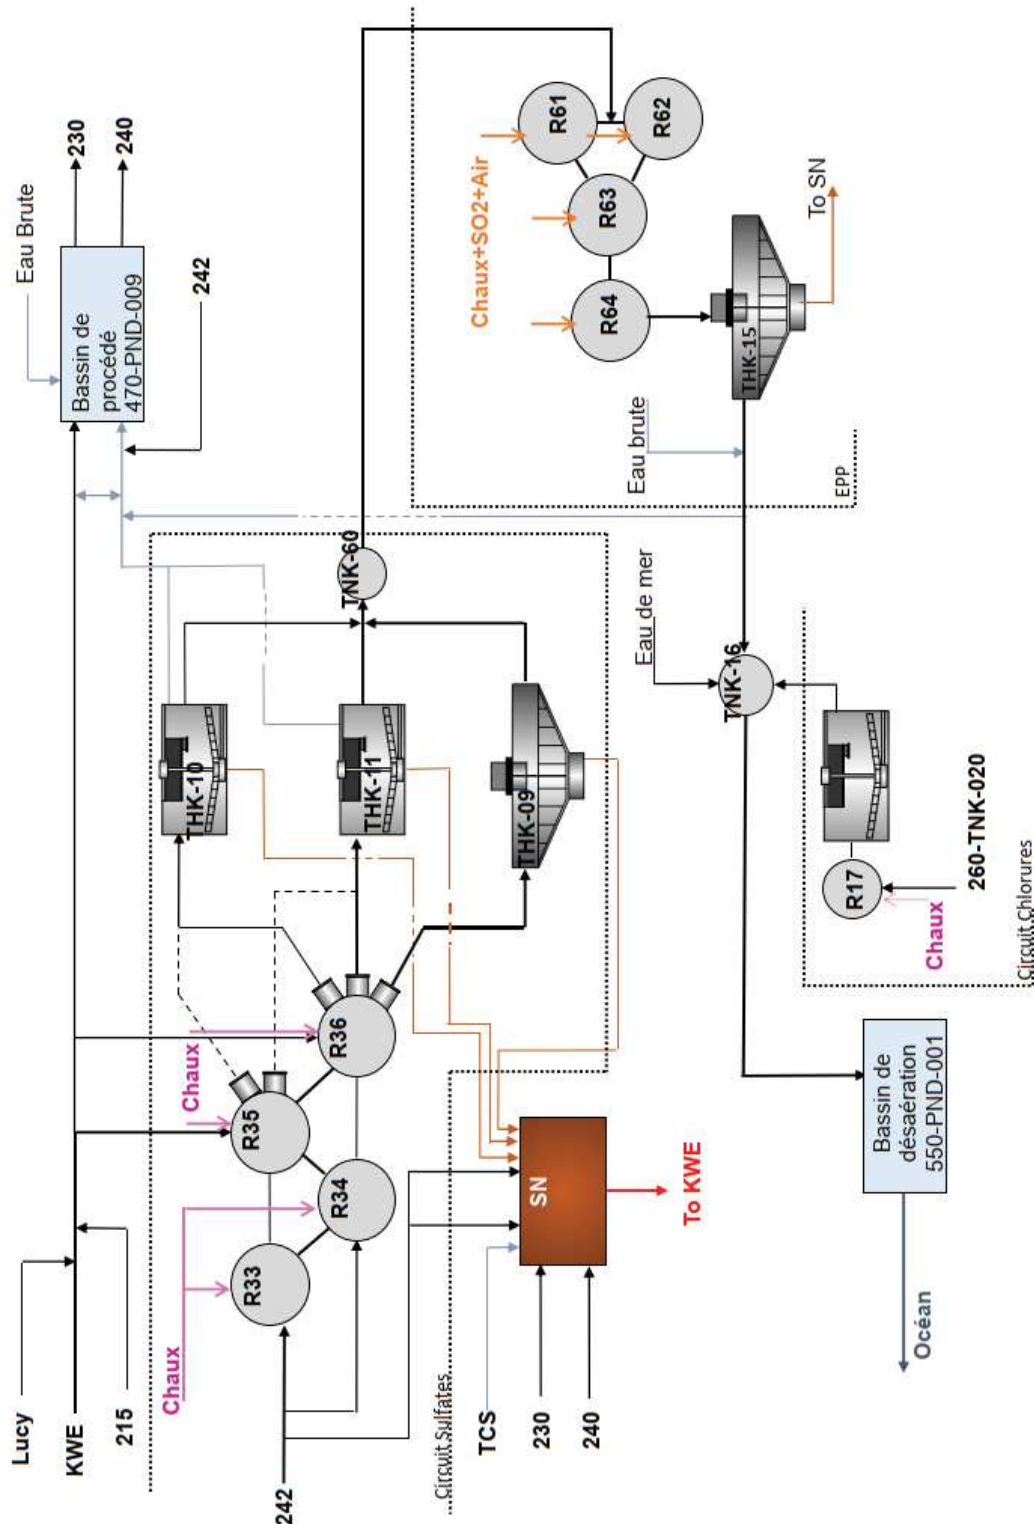 Lucy
KWE
215
242
Chaux
Chaux
R33
R34
R35
R36
Circuit Sulfates
TCS
230
240
SN
To KWE
THK-10
THK-11
THK-09
TNK-60
Eau Brute
Bassin de
procédé
470-PND-009
230
240
242
Chaux+SO2+Air
R61
R62
R63
R64
THK-15
To SN
Eau brute
EPP
Eau de mer
TNK-16
R17
Chaux
260-TNK-020
Circuit Chlorures
Bassin de
désaération
550-PND-001
Océan